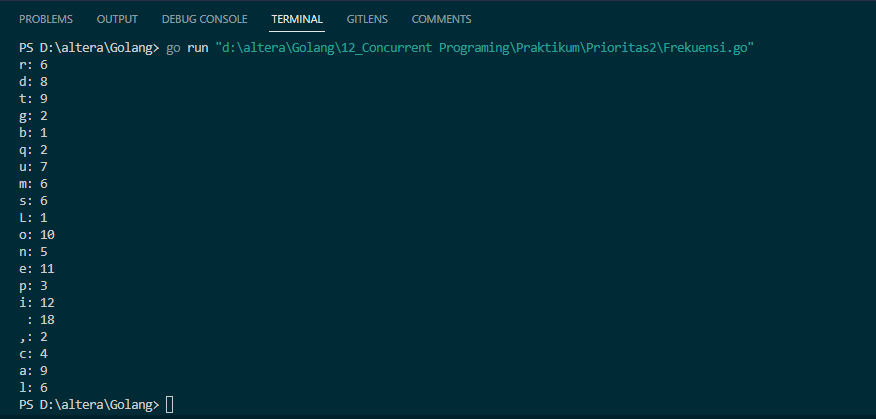 PROBLEMS OUTPUT DEBUG CONSOLE TERMINAL GITLENS COMMENTS
PS D:\altera\Golang> go run "d:\altera\Golang\12_Concurrent Programing\Praktikum\Prioritas2\Frekuensi.go"
r: 6
d: 8
t: 9
g: 2
b: 1
q: 2
u: 7
m: 6
s: 6
L: 1
o: 10
n: 5
e: 11
p: 3
i: 12
 : 18
,: 2
c: 4
a: 9
l: 6
PS D:\altera\Golang>